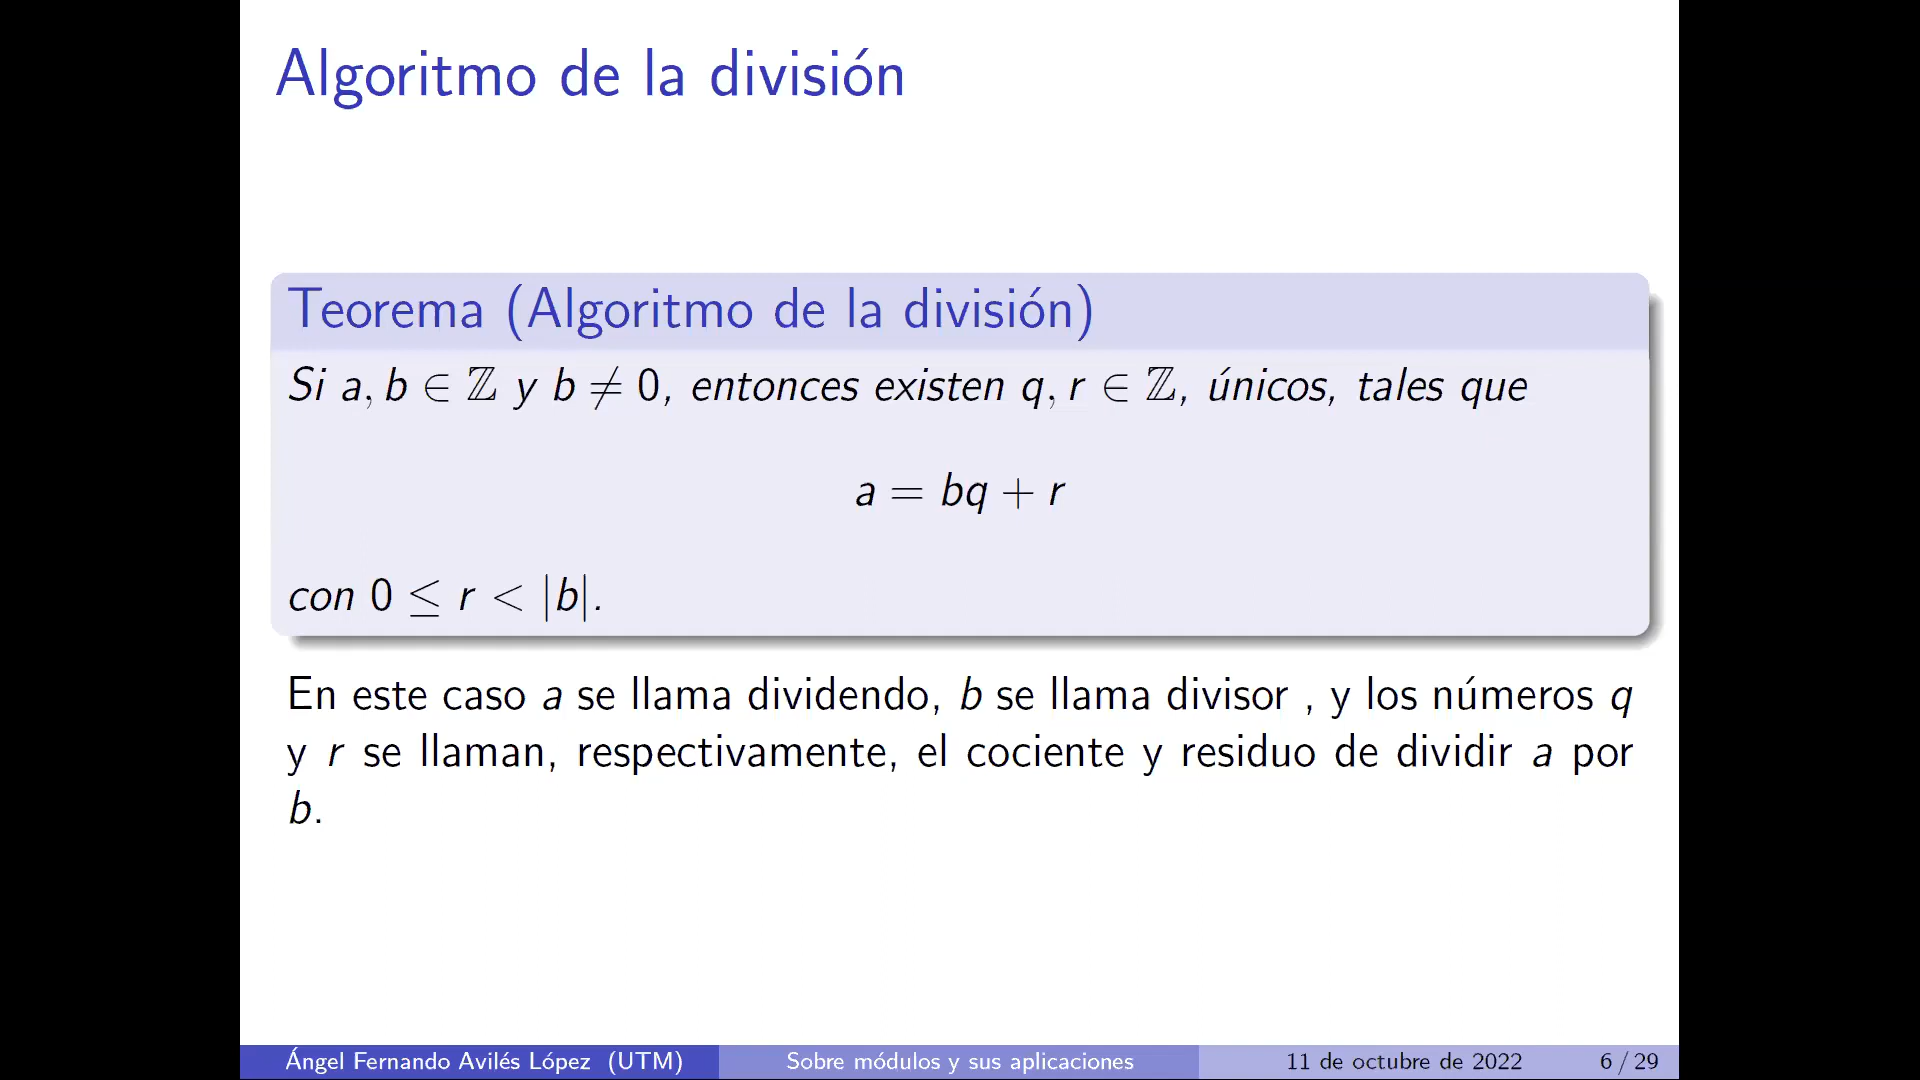 Algoritmo de la división
Teorema (Algoritmo de la división)
Si a, b ∈ ℤ y b ≠ 0, entonces existen q, r ∈ ℤ, únicos, tales que
a = bq + r
con 0 ≤ r < |b|.
En este caso a se llama dividendo, b se llama divisor , y los números q
y r se llaman, respectivamente, el cociente y residuo de dividir a por
b.
Ángel Fernando Avilés López (UTM) Sobre módulos y sus aplicaciones 11 de octubre de 2022 6 / 29